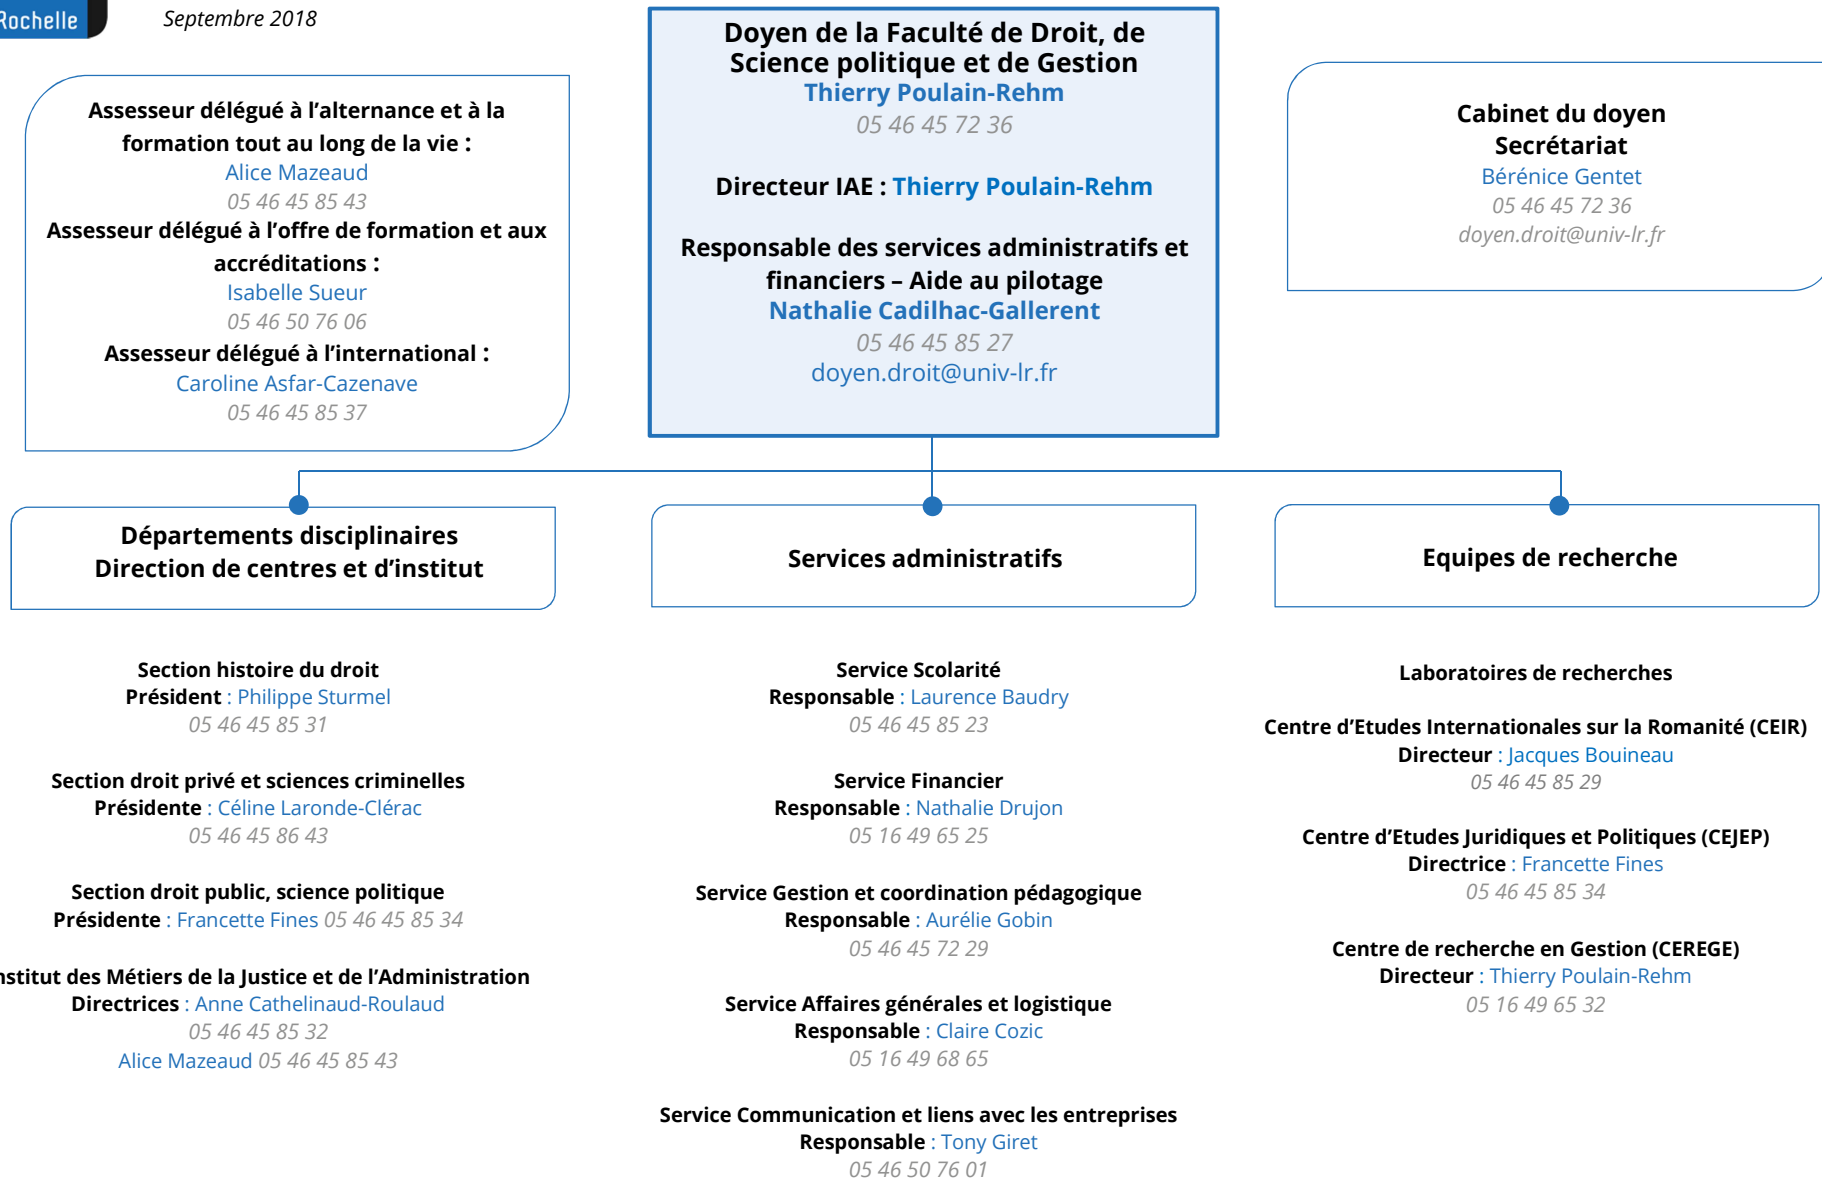 Rochelle
Septembre 2018
Assesseur délégué à l’alternance et à la
formation tout au long de la vie :
Alice Mazeaud
05 46 45 85 43
Assesseur délégué à l’offre de formation et aux
accréditations :
Isabelle Sueur
05 46 50 76 06
Assesseur délégué à l’international :
Caroline Asfar-Cazenave
05 46 45 85 37
Doyen de la Faculté de Droit, de
Science politique et de Gestion
Thierry Poulain-Rehm
05 46 45 72 36
Directeur IAE : Thierry Poulain-Rehm
Responsable des services administratifs et
financiers – Aide au pilotage
Nathalie Cadilhac-Gallerent
05 46 45 85 27
doyen.droit@univ-lr.fr
Cabinet du doyen
Secrétariat
Bérénice Gentet
05 46 45 72 36
doyen.droit@univ-lr.fr
Départements disciplinaires
Direction de centres et d’institut
Section histoire du droit
Président : Philippe Sturmel
05 46 45 85 31
Section droit privé et sciences criminelles
Présidente : Céline Laronde-Clérac
05 46 45 86 43
Section droit public, science politique
Présidente : Francette Fines 05 46 45 85 34
nstitut des Métiers de la Justice et de l’Administration
Directrices : Anne Cathelinaud-Roulaud
05 46 45 85 32
Alice Mazeaud 05 46 45 85 43
Services administratifs
Service Scolarité
Responsable : Laurence Baudry
05 46 45 85 23
Service Financier
Responsable : Nathalie Drujon
05 16 49 65 25
Service Gestion et coordination pédagogique
Responsable : Aurélie Gobin
05 46 45 72 29
Service Affaires générales et logistique
Responsable : Claire Cozic
05 16 49 68 65
Service Communication et liens avec les entreprises
Responsable : Tony Giret
05 46 50 76 01
Equipes de recherche
Laboratoires de recherches
Centre d’Etudes Internationales sur la Romanité (CEIR)
Directeur : Jacques Bouineau
05 46 45 85 29
Centre d’Etudes Juridiques et Politiques (CEJEP)
Directrice : Francette Fines
05 46 45 85 34
Centre de recherche en Gestion (CEREGE)
Directeur : Thierry Poulain-Rehm
05 16 49 65 32